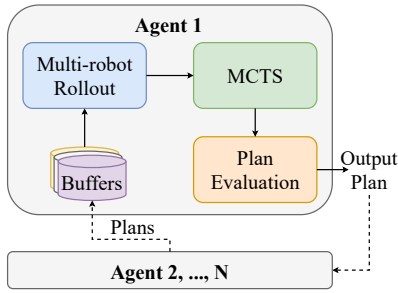 Agent 1
Multi-robot
Rollout
MCTS
Buffers
Plan
Evaluation
Output
Plan
Plans
Agent 2, ..., N